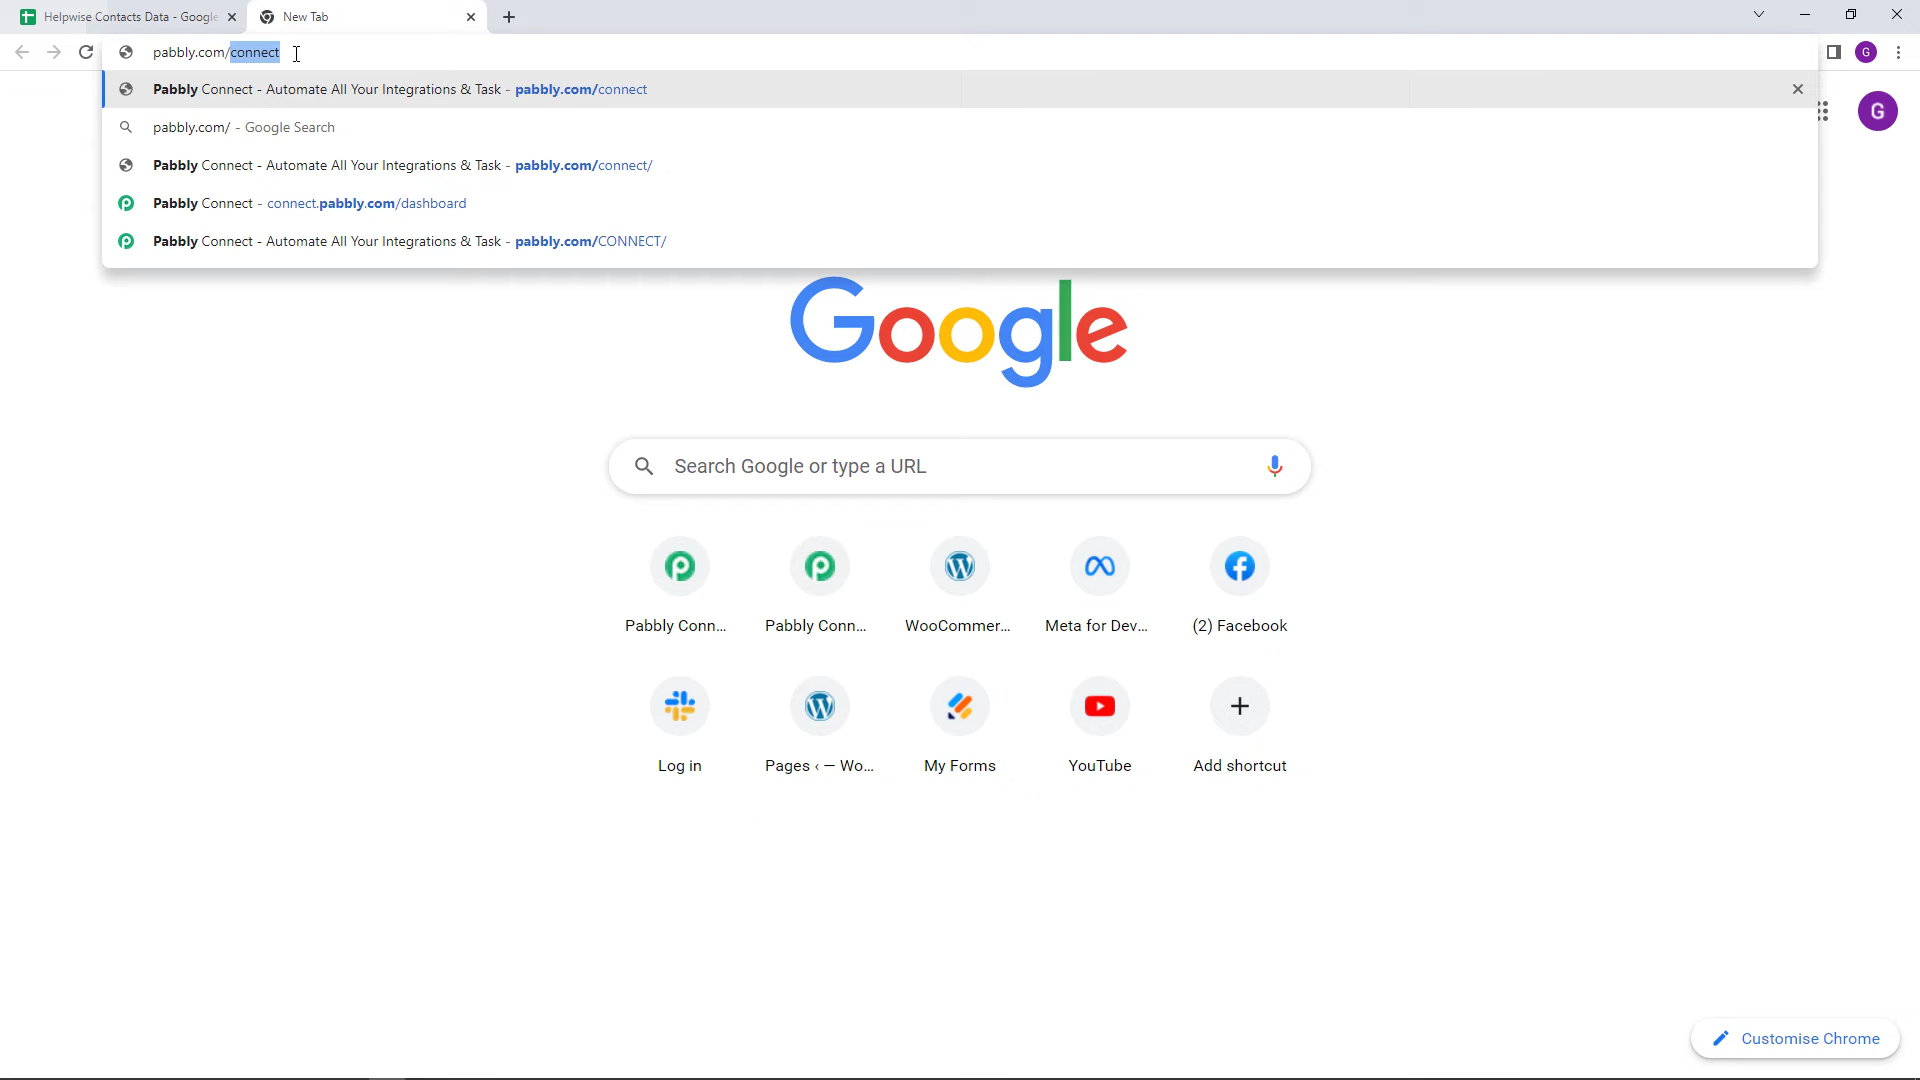 Helpwise Contacts Data - Google
New Tab
pabbly.com/connect
G
Pabbly Connect - Automate All Your Integrations & Task - pabbly.com/connect
pabbly.com/ - Google Search
G
Pabbly Connect - Automate All Your Integrations & Task - pabbly.com/connect/
Pabbly Connect - connect.pabbly.com/dashboard
Pabbly Connect - Automate All Your Integrations & Task - pabbly.com/CONNECT/
Google
Search Google or type a URL
Pabbly Conn...
Pabbly Conn...
WooCommer...
Meta for Dev...
(2) Facebook
Log in
Pages ‹ — Wo...
My Forms
YouTube
Add shortcut
Customise Chrome